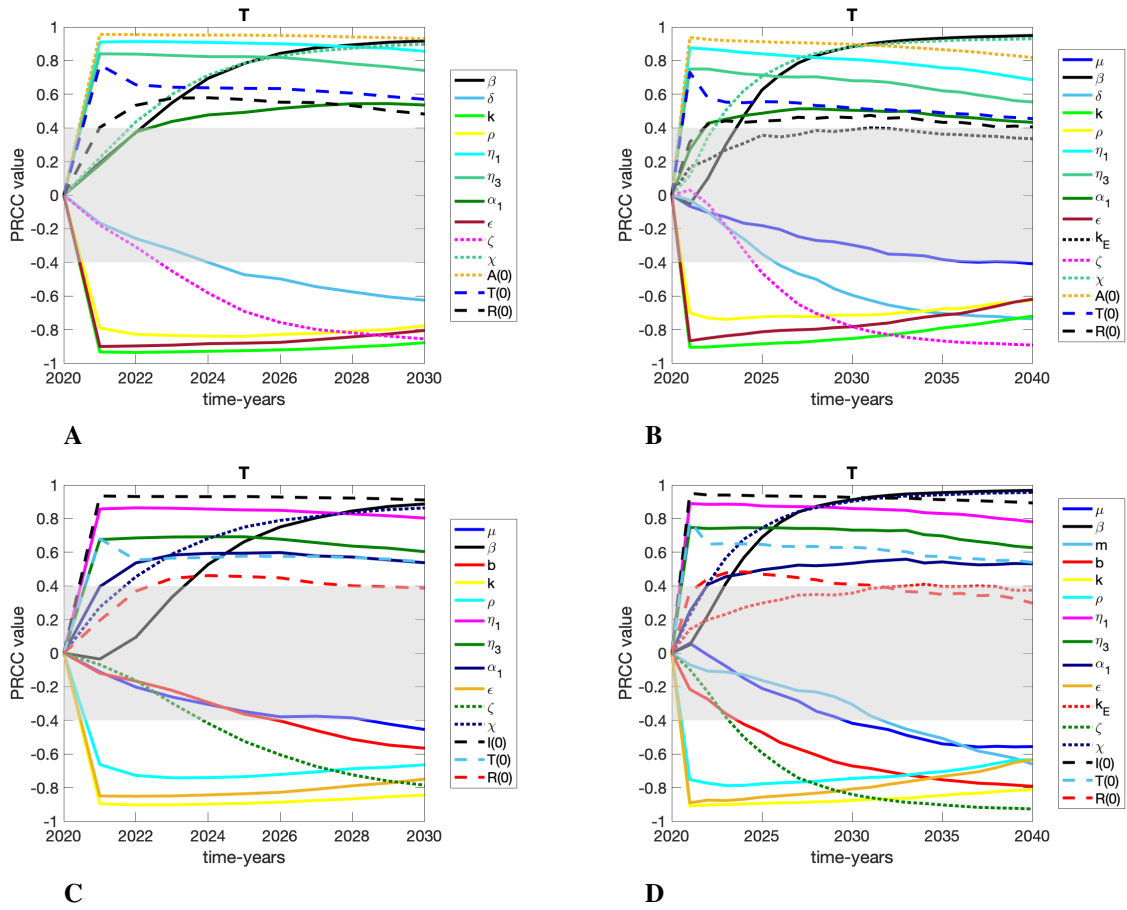 T
1
0.8
0.6
0.4
0.2
0
-0.2
-0.4
-0.6
-0.8
-1
PRCC value
2020 2022 2024 2026 2028 2030
time-years
β
δ
k
ρ
η1
η3
α1
ϵ
ζ
χ
A(0)
T(0)
R(0)
A
T
1
0.8
0.6
0.4
0.2
0
-0.2
-0.4
-0.6
-0.8
-1
PRCC value
2020 2025 2030 2035 2040
time-years
μ
β
δ
k
ρ
η1
η3
α1
ϵ
kE
ζ
χ
A(0)
T(0)
R(0)
B
T
1
0.8
0.6
0.4
0.2
0
-0.2
-0.4
-0.6
-0.8
-1
PRCC value
2020 2022 2024 2026 2028 2030
time-years
μ
β
b
k
ρ
η1
η3
α1
ϵ
ζ
χ
I(0)
T(0)
R(0)
C
T
1
0.8
0.6
0.4
0.2
0
-0.2
-0.4
-0.6
-0.8
-1
PRCC value
2020 2025 2030 2035 2040
time-years
μ
β
m
b
k
ρ
η1
η3
α1
ϵ
kE
ζ
χ
I(0)
T(0)
R(0)
D